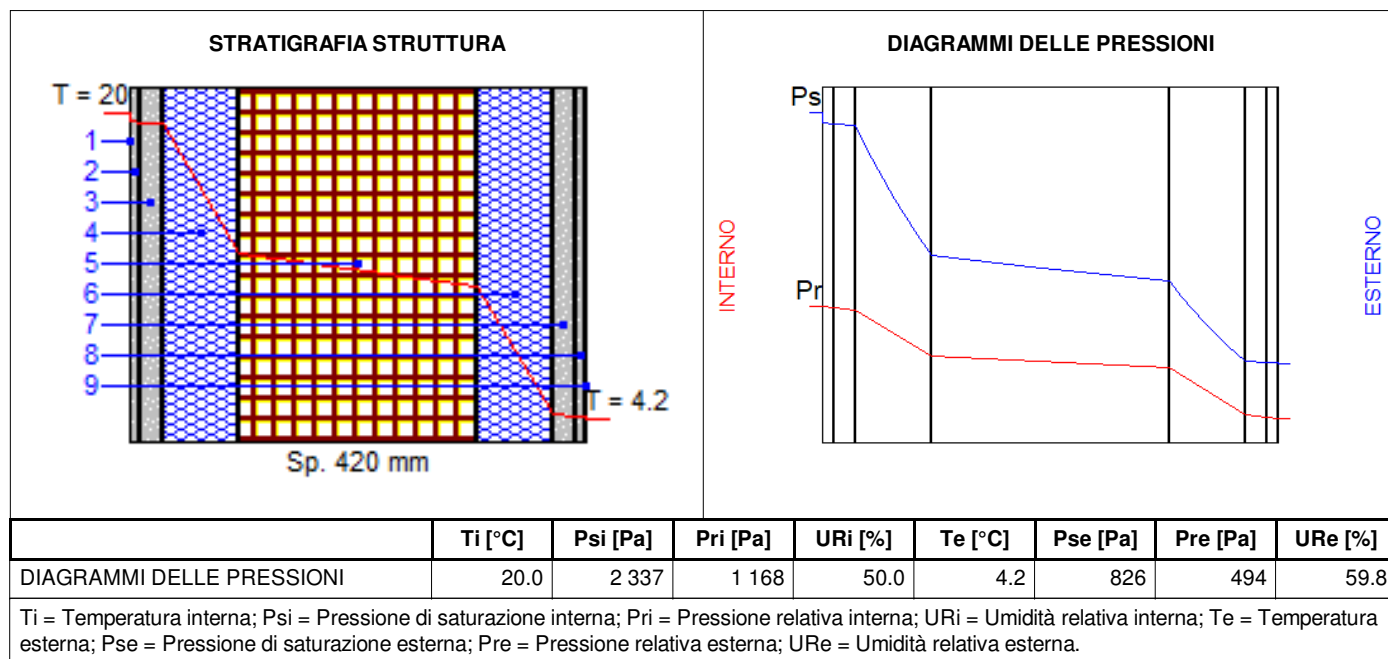 STRATIGRAFIA STRUTTURA
T = 20
1
2
3
4
5
6
7
8
9
T = 4.2
Sp. 420 mm
DIAGRAMMI DELLE PRESSIONI
Ps
Pr
INTERNO
ESTERNO
Ti [°C] Psi [Pa] Pri [Pa] URi [%] Te [°C] Pse [Pa] Pre [Pa] URe [%]
DIAGRAMMI DELLE PRESSIONI 20.0 2 337 1 168 50.0 4.2 826 494 59.8
Ti = Temperatura interna; Psi = Pressione di saturazione interna; Pri = Pressione relativa interna; URi = Umidità relativa interna; Te = Temperatura
esterna; Pse = Pressione di saturazione esterna; Pre = Pressione relativa esterna; URe = Umidità relativa esterna.